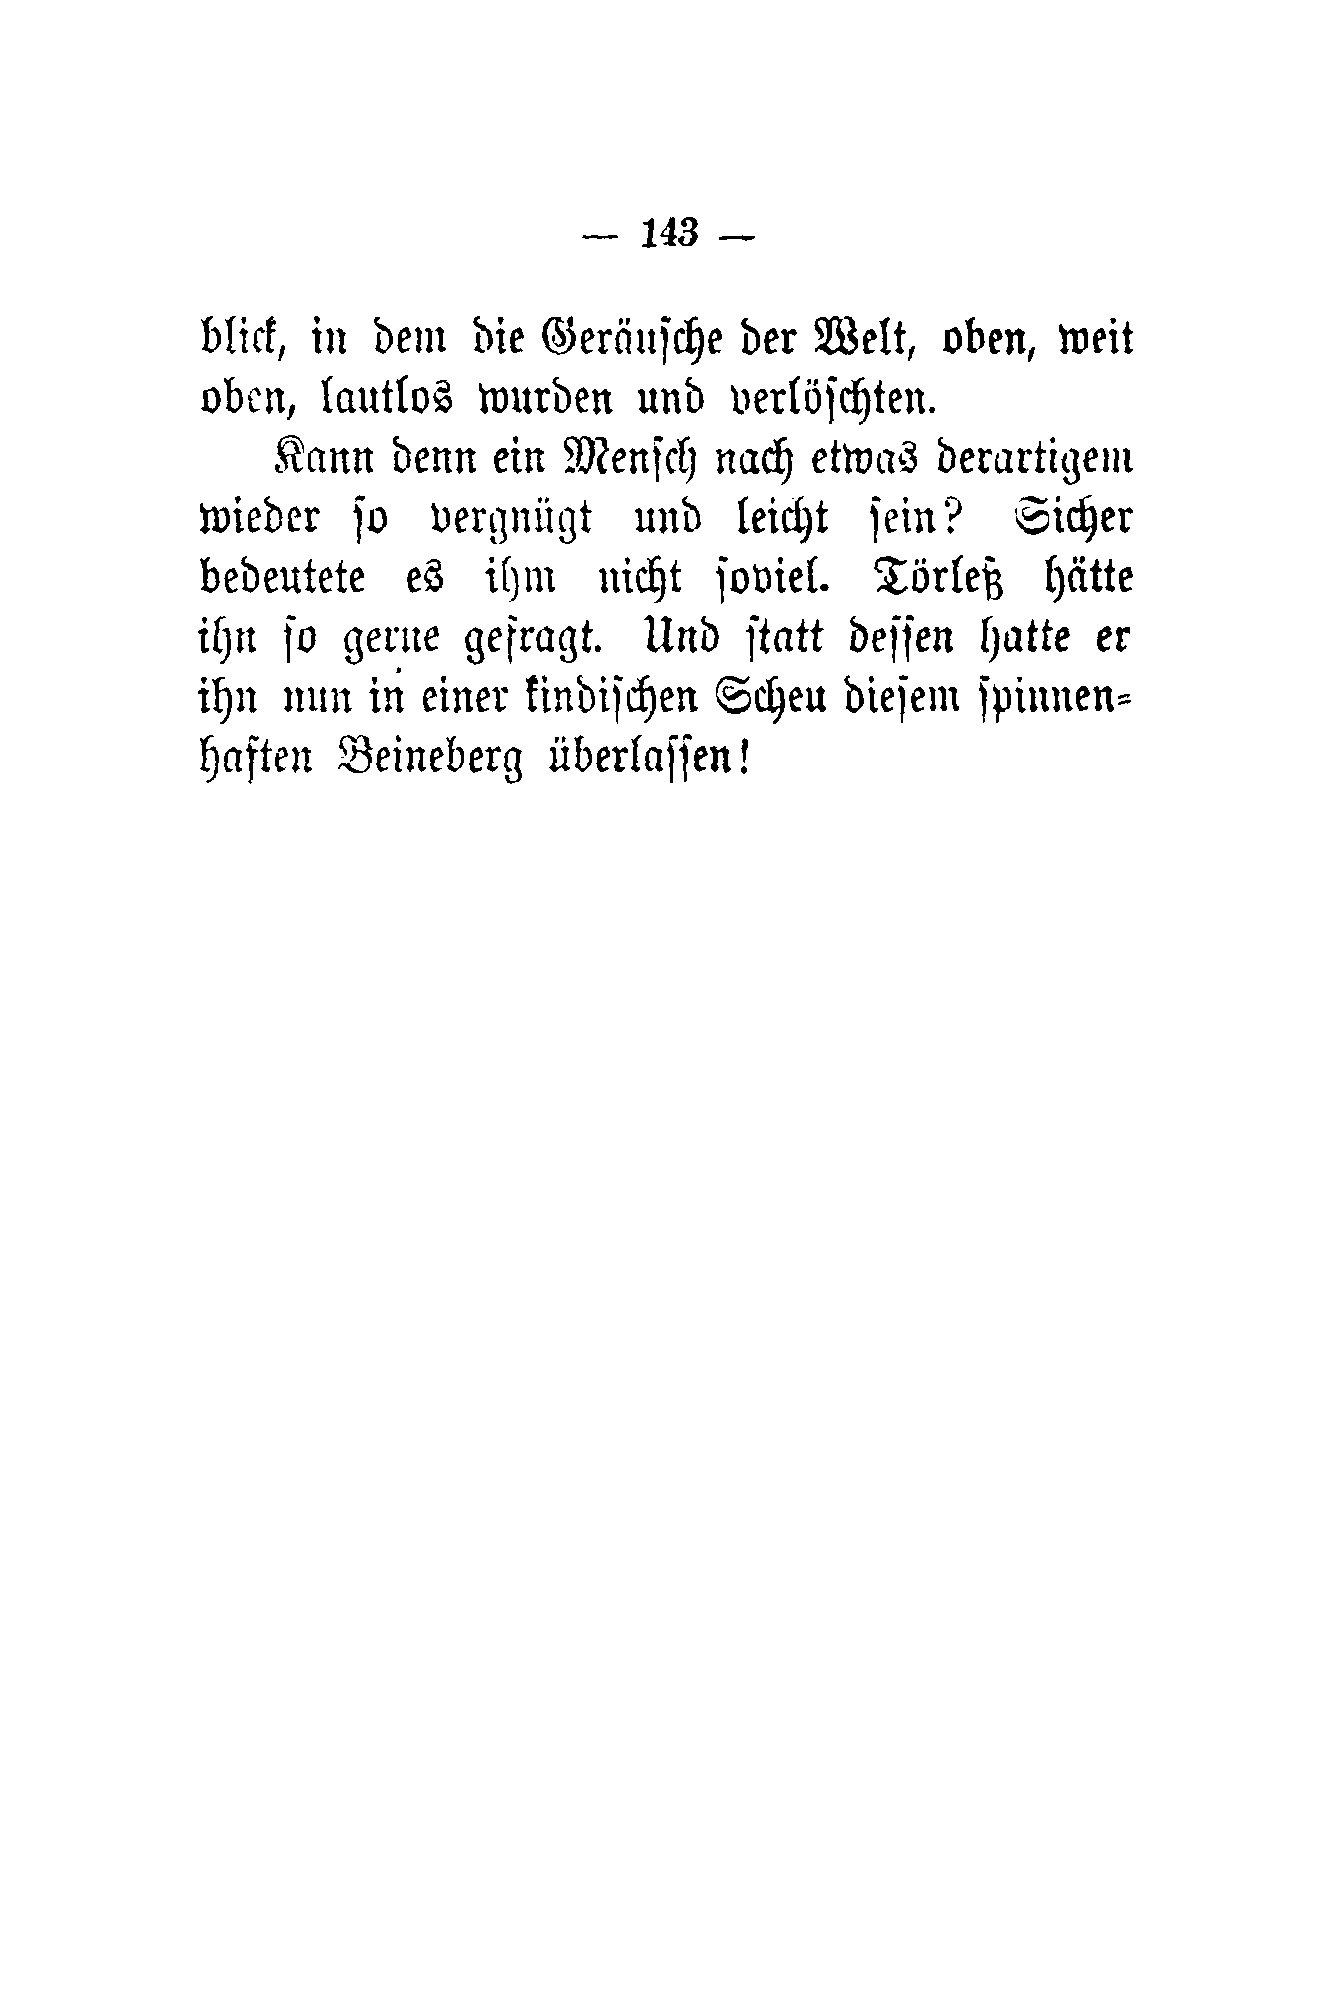 — 143 —
blick, in dem die Geräusche der Welt, oben, weit
oben, lautlos wurden und verlöschten.
Kann denn ein Mensch nach etwas derartigem
wieder so vergnügt und leicht sein? Sicher
bedeutete es ihm nicht soviel. Törleß hätte
ihn so gerne gefragt. Und statt dessen hatte er
ihn nun in einer kindischen Scheu diesem spinnen-
haften Beineberg überlassen!